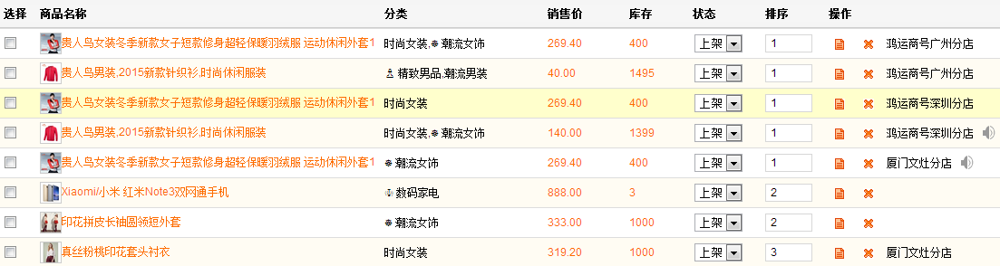 选择 商品名称 分类 销售价 库存 状态 排序 操作
贵人鸟女装冬季新款女子短款修身超轻保暖羽绒服 运动休闲外套1 时尚女装,潮流女饰 269.40 400 上架 1 鸿运商号广州分店
贵人鸟男装,2015新款针织衫,时尚休闲服装 精致男品,潮流男装 40.00 1495 上架 1 鸿运商号广州分店
贵人鸟女装冬季新款女子短款修身超轻保暖羽绒服 运动休闲外套1 时尚女装 269.40 400 上架 1 鸿运商号深圳分店
贵人鸟男装,2015新款针织衫,时尚休闲服装 时尚女装,潮流女饰 140.00 1399 上架 1 鸿运商号深圳分店
贵人鸟女装冬季新款女子短款修身超轻保暖羽绒服 运动休闲外套1 潮流女饰 269.40 400 上架 1 厦门文灶分店
Xiaomi/小米 红米Note3双网通手机 数码家电 888.00 3 上架 2
印花拼皮长袖圆领短外套 潮流女饰 333.00 1000 上架 2
真丝粉桃印花套头衬衣 时尚女装 319.20 1000 上架 3 厦门文灶分店